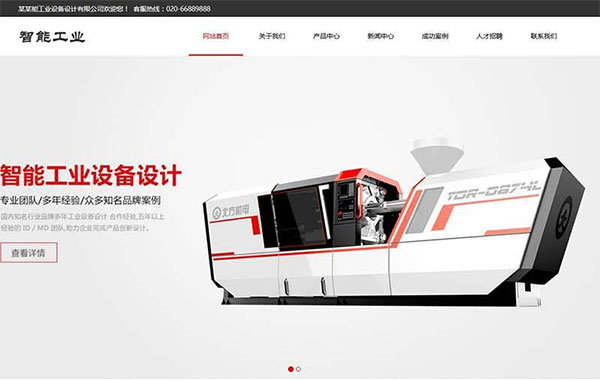 某某能工业设备设计有限公司欢迎您！ 客服热线：020-66889888
智能工业
网站首页 关于我们 产品中心 新闻中心 成功案例 人才招聘 联系我们
智能工业设备设计
专业团队/多年经验/众多知名品牌案例
国内知名行业品牌多年工业设备设计 合作经验,五年以上
经验的 ID / MD 团队,助力企业完成产品创新设计。
查看详情
北方机电
TDR-0874L